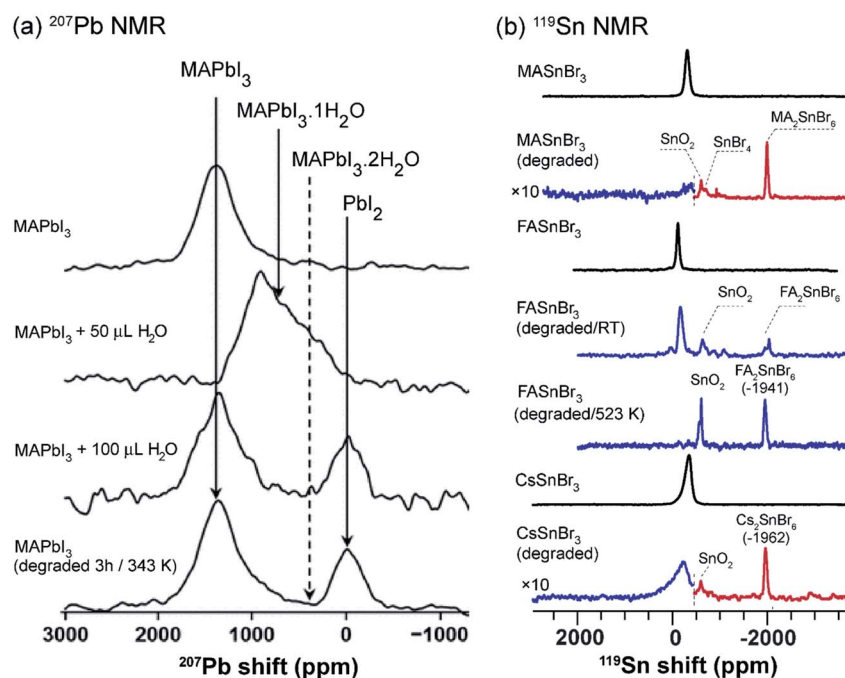 (a) ²⁰⁷Pb NMR
MAPbI₃
MAPbI₃.1H₂O
MAPbI₃.2H₂O
PbI₂
MAPbI₃
MAPbI₃ + 50 µL H₂O
MAPbI₃ + 100 µL H₂O
MAPbI₃
(degraded 3h / 343 K)
3000 2000 1000 0 −1000
²⁰⁷Pb shift (ppm)
(b) ¹¹⁹Sn NMR
MASnBr₃
MASnBr₃
(degraded)
×10
SnO₂
SnBr₄
MA₂SnBr₆
FASnBr₃
FASnBr₃
(degraded/RT)
SnO₂
FA₂SnBr₆
FASnBr₃
(degraded/523 K)
SnO₂
FA₂SnBr₆
(-1941)
CsSnBr₃
CsSnBr₃
(degraded)
×10
SnO₂
Cs₂SnBr₆
(-1962)
2000 0 -2000
¹¹⁹Sn shift (ppm)